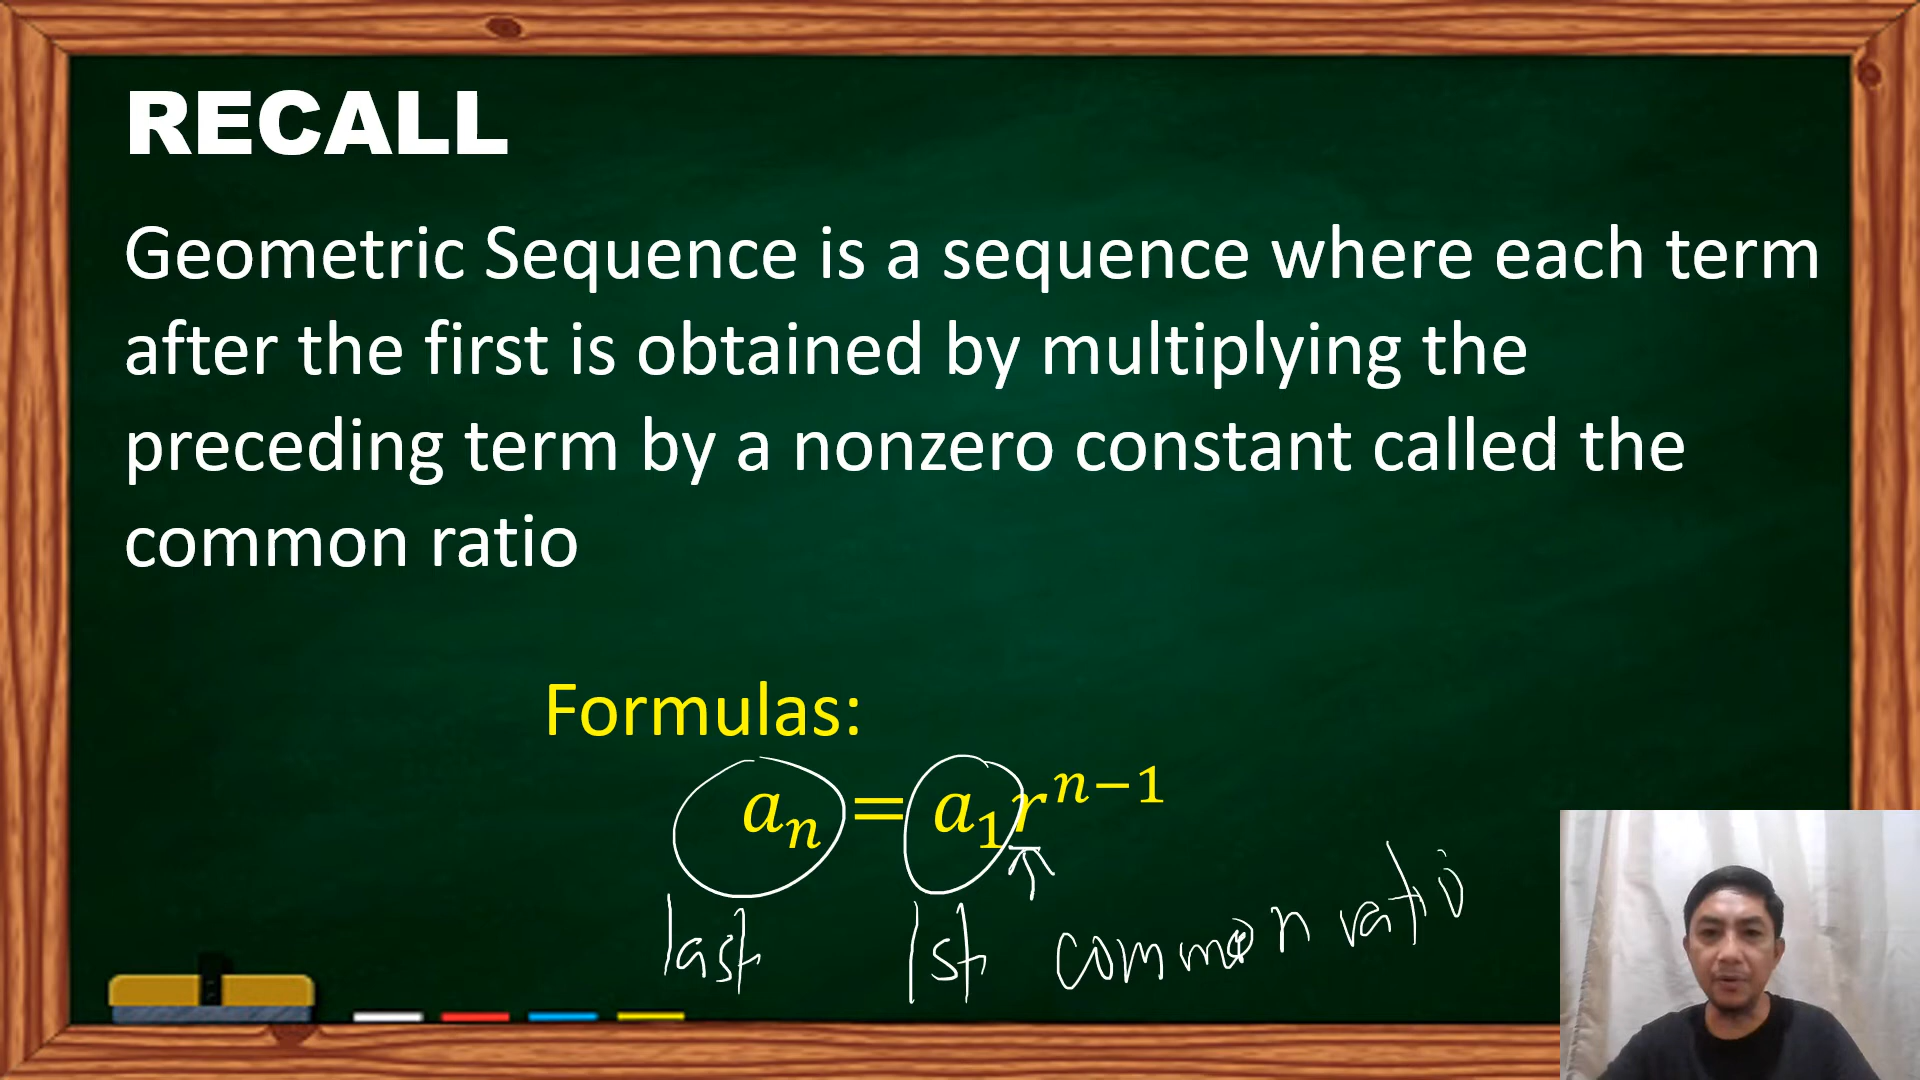 RECALL
Geometric Sequence is a sequence where each term
after the first is obtained by multiplying the
preceding term by a nonzero constant called the
common ratio
Formulas:
aₙ = a₁rⁿ⁻¹
last 1st common ratio